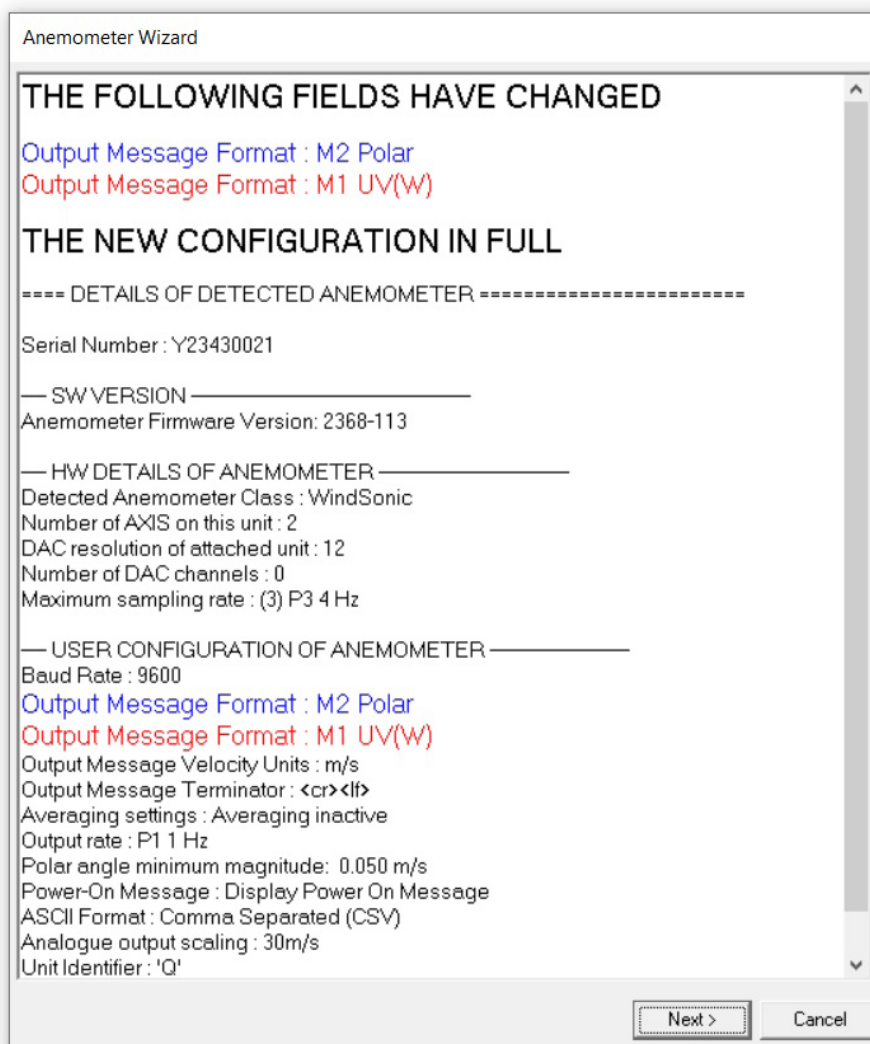 Anemometer Wizard
THE FOLLOWING FIELDS HAVE CHANGED
Output Message Format : M2 Polar
Output Message Format : M1 UV(W)
THE NEW CONFIGURATION IN FULL
==== DETAILS OF DETECTED ANEMOMETER ========================
Serial Number : Y23430021
— SW VERSION ————————————
Anemometer Firmware Version: 2368-113
— HW DETAILS OF ANEMOMETER ————————
Detected Anemometer Class : WindSonic
Number of AXIS on this unit : 2
DAC resolution of attached unit : 12
Number of DAC channels : 0
Maximum sampling rate : (3) P3 4 Hz
— USER CONFIGURATION OF ANEMOMETER ——————
Baud Rate : 9600
Output Message Format : M2 Polar
Output Message Format : M1 UV(W)
Output Message Velocity Units : m/s
Output Message Terminator : <cr><lf>
Averaging settings : Averaging inactive
Output rate : P1 1 Hz
Polar angle minimum magnitude:  0.050 m/s
Power-On Message : Display Power On Message
ASCII Format : Comma Separated (CSV)
Analogue output scaling : 30m/s
Unit Identifier : 'Q'
Next >
Cancel